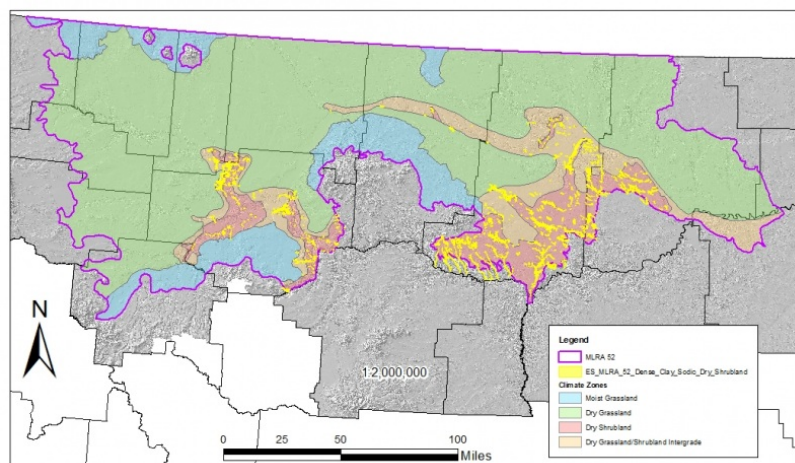 N
1:2,000,000
0 25 50 100
Miles
Legend
MLRA 52
ES_MLRA_52_Dense_Clay_Sodic_Dry_Shrubland
Climate Zones
Moist Grassland
Dry Grassland
Dry Shrubland
Dry Grassland/Shrubland Intergrade